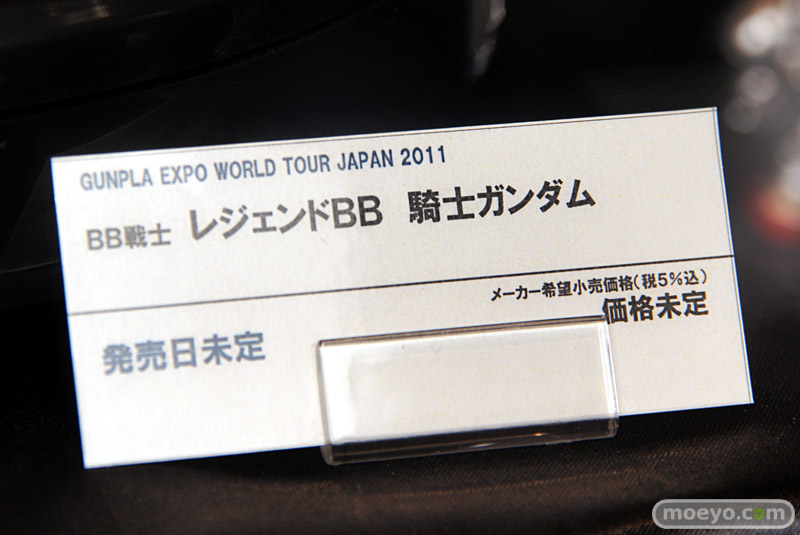 GUNPLA EXPO WORLD TOUR JAPAN 2011
BB戦士 レジェンドBB 騎士ガンダム
メーカー希望小売価格(税5%込)
価格未定
発売日未定
moeyo.com